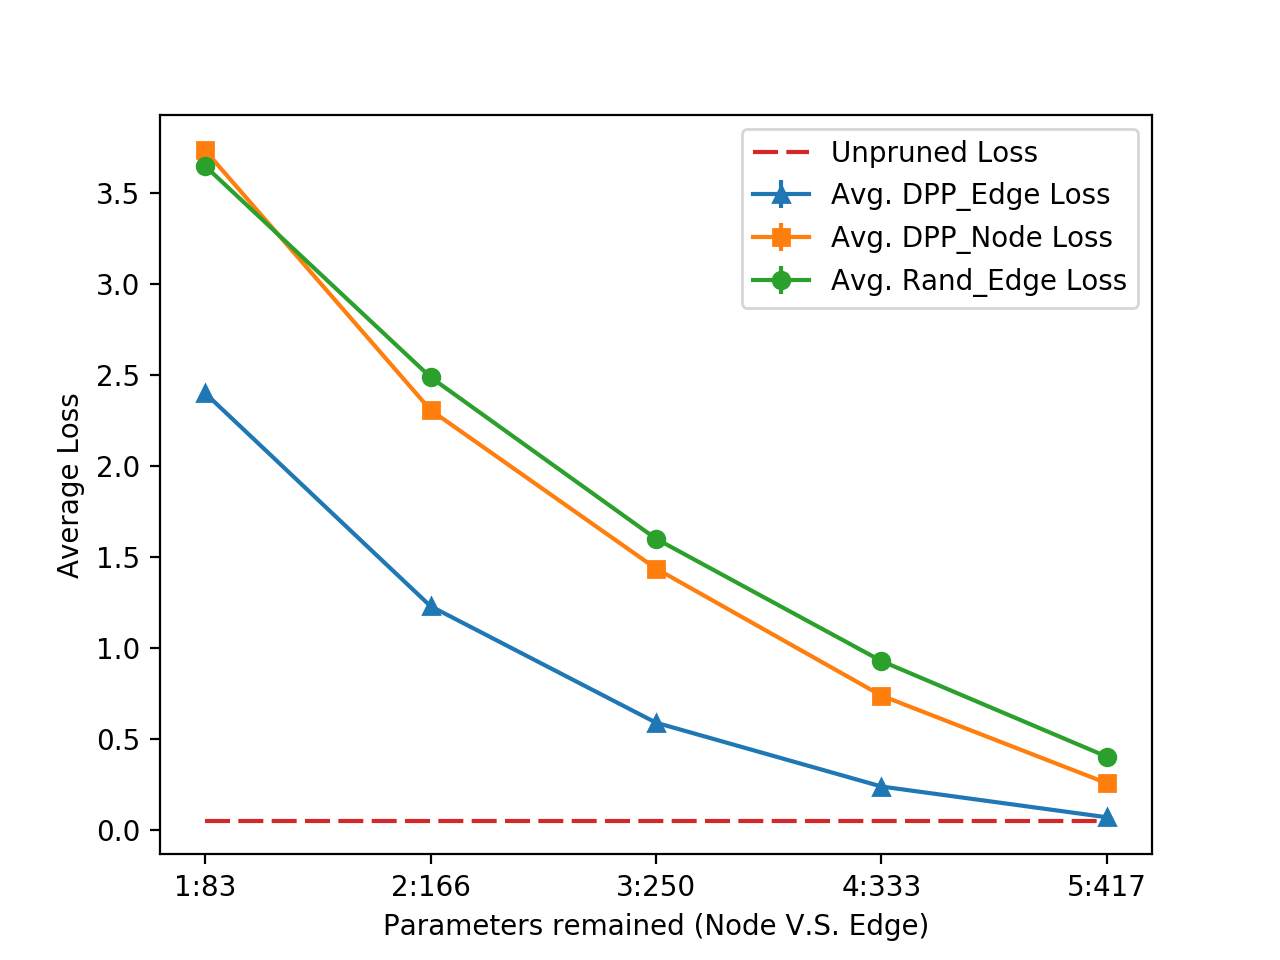 Unpruned Loss
Avg. DPP_Edge Loss
Avg. DPP_Node Loss
Avg. Rand_Edge Loss
Average Loss
3.5
3.0
2.5
2.0
1.5
1.0
0.5
0.0
1:83 2:166 3:250 4:333 5:417
Parameters remained (Node V.S. Edge)